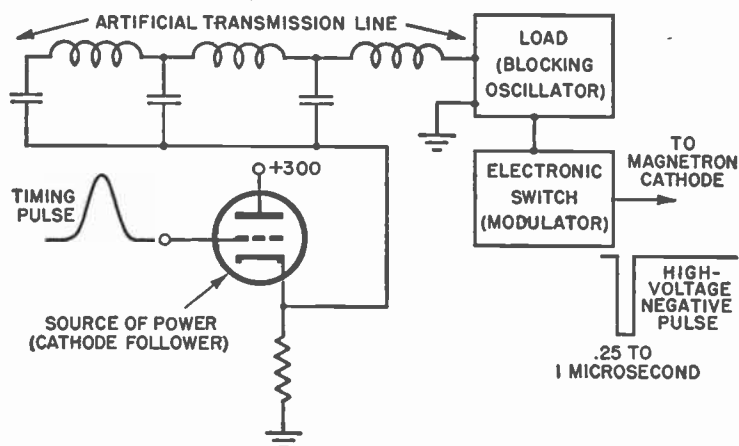 ARTIFICIAL TRANSMISSION LINE
LOAD
(BLOCKING
OSCILLATOR)
TO
MAGNETRON
CATHODE
ELECTRONIC
SWITCH
(MODULATOR)
+300
TIMING
PULSE
SOURCE OF POWER
(CATHODE FOLLOWER)
HIGH-
VOLTAGE
NEGATIVE
PULSE
.25 TO
1 MICROSECOND